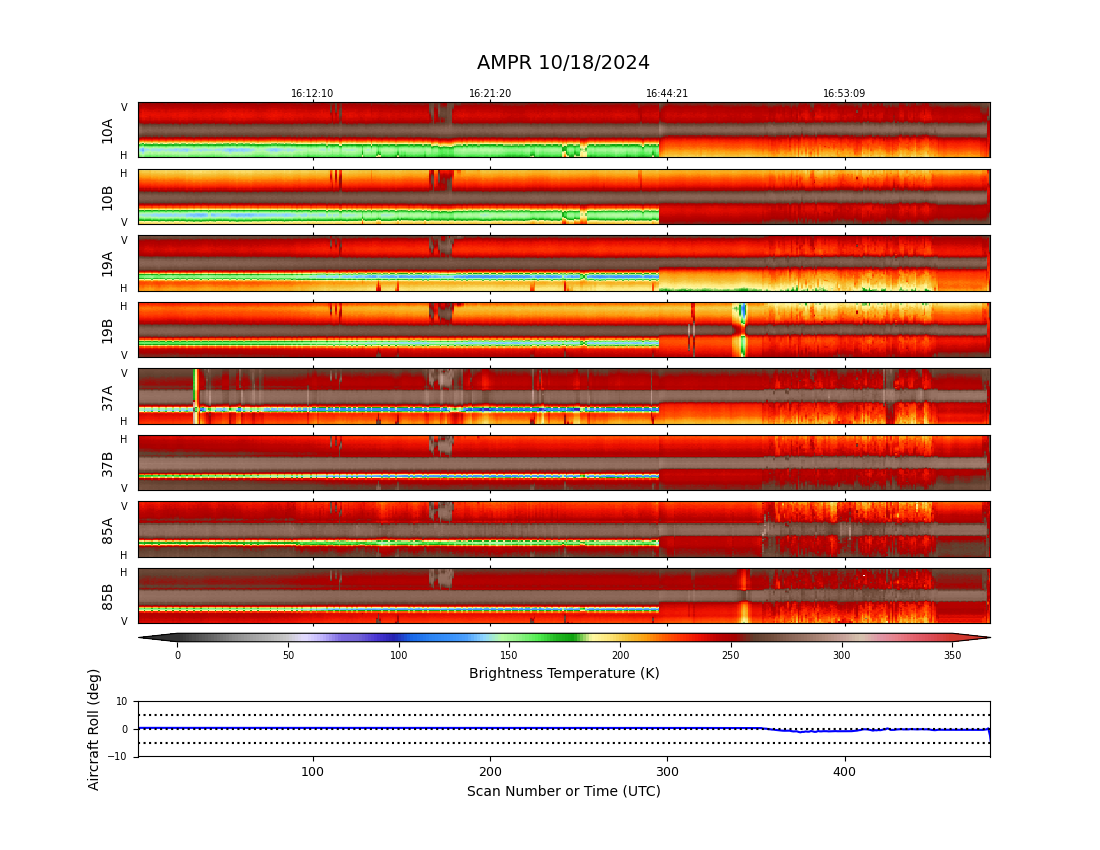 AMPR 10/18/2024
16:12:10 16:21:20 16:44:21 16:53:09
V
10A
H
H
10B
V
V
19A
H
H
19B
V
V
37A
H
H
37B
V
V
85A
H
H
85B
V
0 50 100 150 200 250 300 350
Brightness Temperature (K)
Aircraft Roll (deg)
10
0
−10
100 200 300 400
Scan Number or Time (UTC)